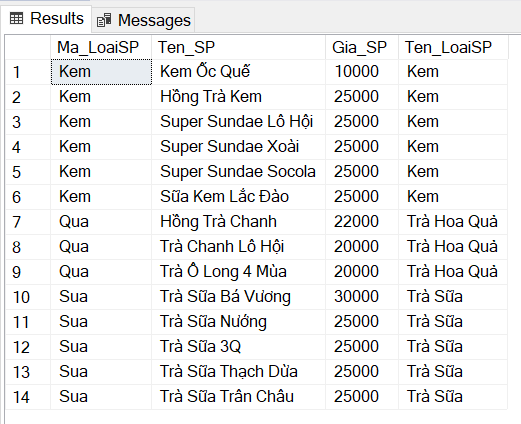 Results Messages
Ma_LoaiSP Ten_SP Gia_SP Ten_LoaiSP
1 Kem Kem Ốc Quế 10000 Kem
2 Kem Hồng Trà Kem 25000 Kem
3 Kem Super Sundae Lô Hội 25000 Kem
4 Kem Super Sundae Xoài 25000 Kem
5 Kem Super Sundae Socola 25000 Kem
6 Kem Sữa Kem Lắc Đào 25000 Kem
7 Qua Hồng Trà Chanh 22000 Trà Hoa Quả
8 Qua Trà Chanh Lô Hội 20000 Trà Hoa Quả
9 Qua Trà Ô Long 4 Mùa 20000 Trà Hoa Quả
10 Sua Trà Sữa Bá Vương 30000 Trà Sữa
11 Sua Trà Sữa Nướng 25000 Trà Sữa
12 Sua Trà Sữa 3Q 25000 Trà Sữa
13 Sua Trà Sữa Thạch Dừa 25000 Trà Sữa
14 Sua Trà Sữa Trân Châu 25000 Trà Sữa